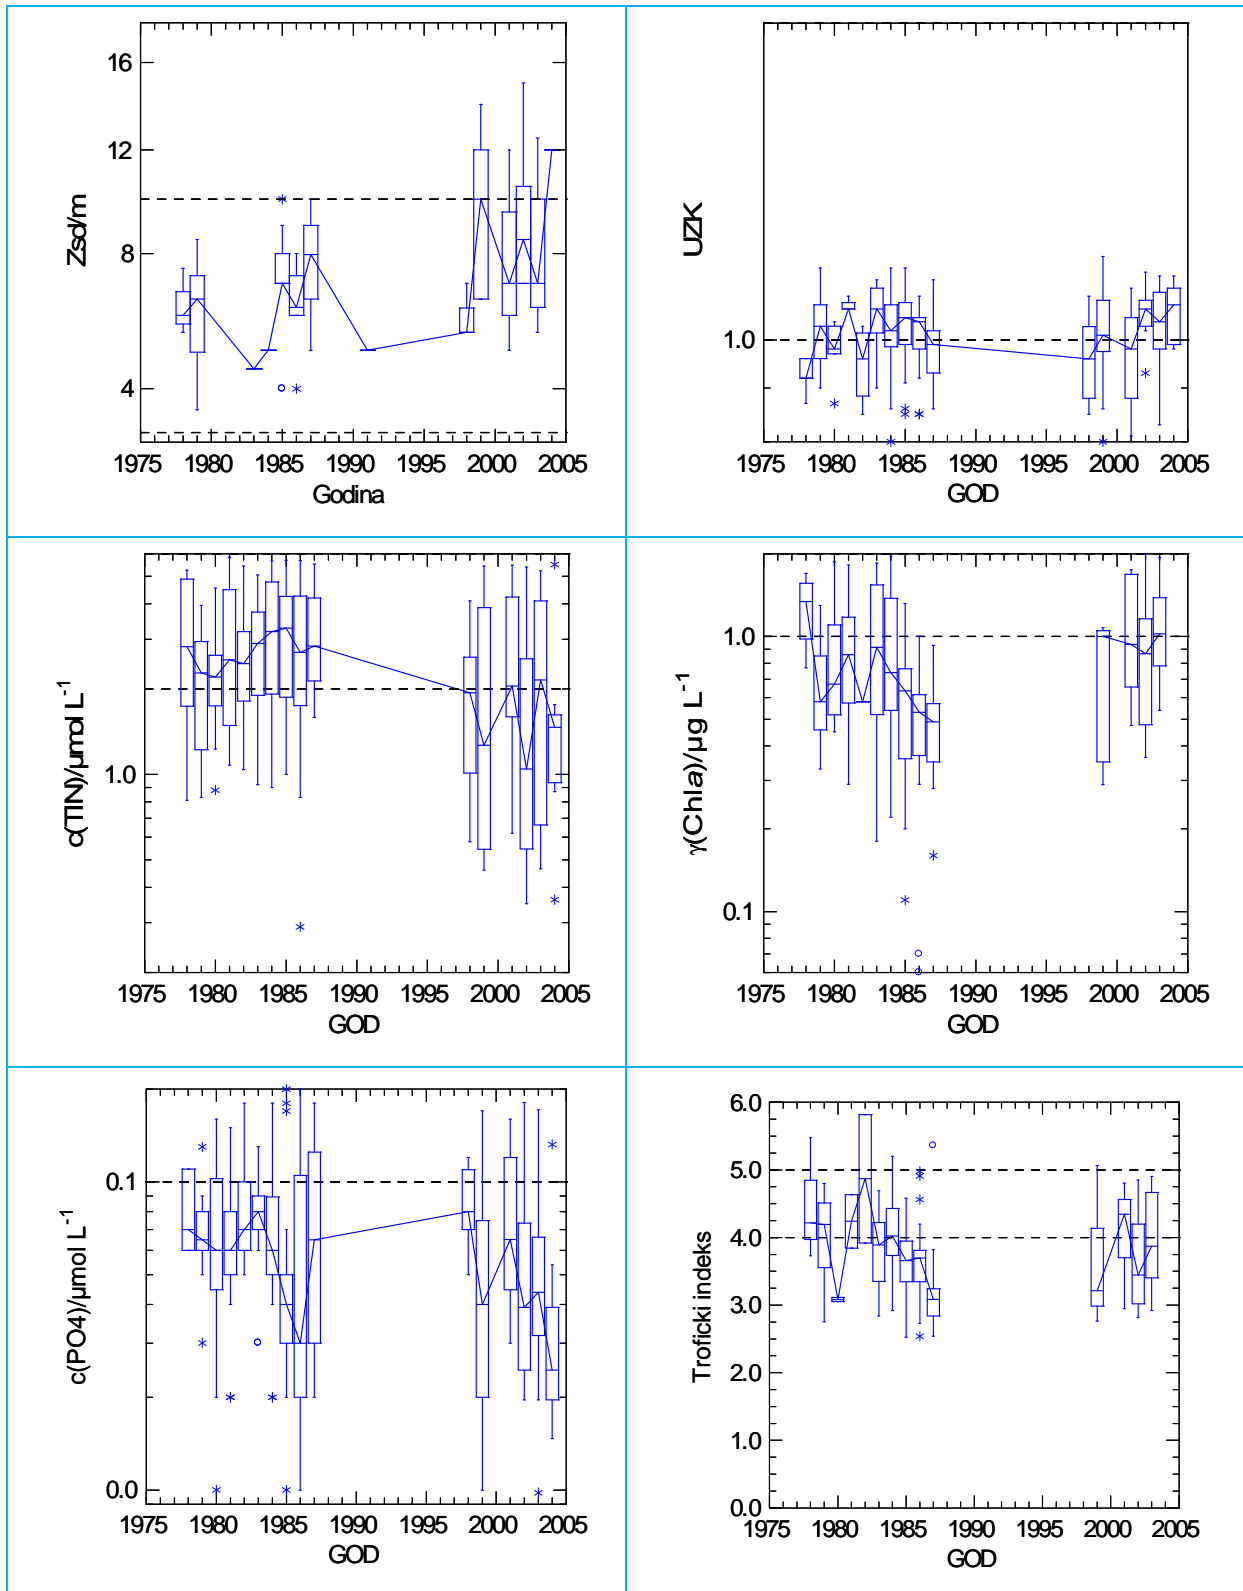 16
12
8
4
Zsd/m
1975 1980 1985 1990 1995 2000 2005
Godina
UZK
1.0
1975 1980 1985 1990 1995 2000 2005
GOD
c(TIN)/µmol L⁻¹
1.0
1975 1980 1985 1990 1995 2000 2005
GOD
γ(Chla)/µg L⁻¹
1.0
0.1
1975 1980 1985 1990 1995 2000 2005
GOD
c(PO4)/µmol L⁻¹
0.1
0.0
1975 1980 1985 1990 1995 2000 2005
GOD
Troficki indeks
6.0
5.0
4.0
3.0
2.0
1.0
0.0
1975 1980 1985 1990 1995 2000 2005
GOD